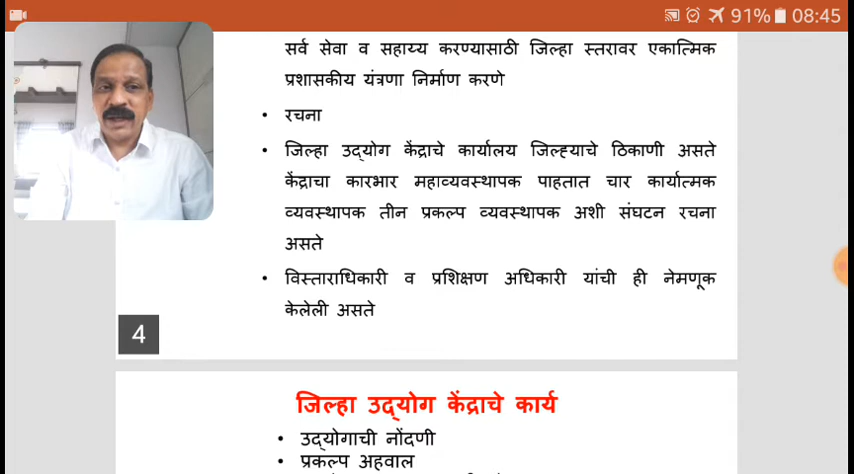 91% 08:45
सर्व सेवा व सहाय्य करण्यासाठी जिल्हा स्तरावर एकात्मिक
प्रशासकीय यंत्रणा निर्माण करणे
• रचना
• जिल्हा उद्योग केंद्राचे कार्यालय जिल्ह्याचे ठिकाणी असते
केंद्राचा कारभार महाव्यवस्थापक पाहतात चार कार्यात्मक
व्यवस्थापक तीन प्रकल्प व्यवस्थापक अशी संघटन रचना
असते
• विस्ताराधिकारी व प्रशिक्षण अधिकारी यांची ही नेमणूक
केलेली असते
4
जिल्हा उद्योग केंद्राचे कार्य
• उद्योगाची नोंदणी
• प्रकल्प अहवाल